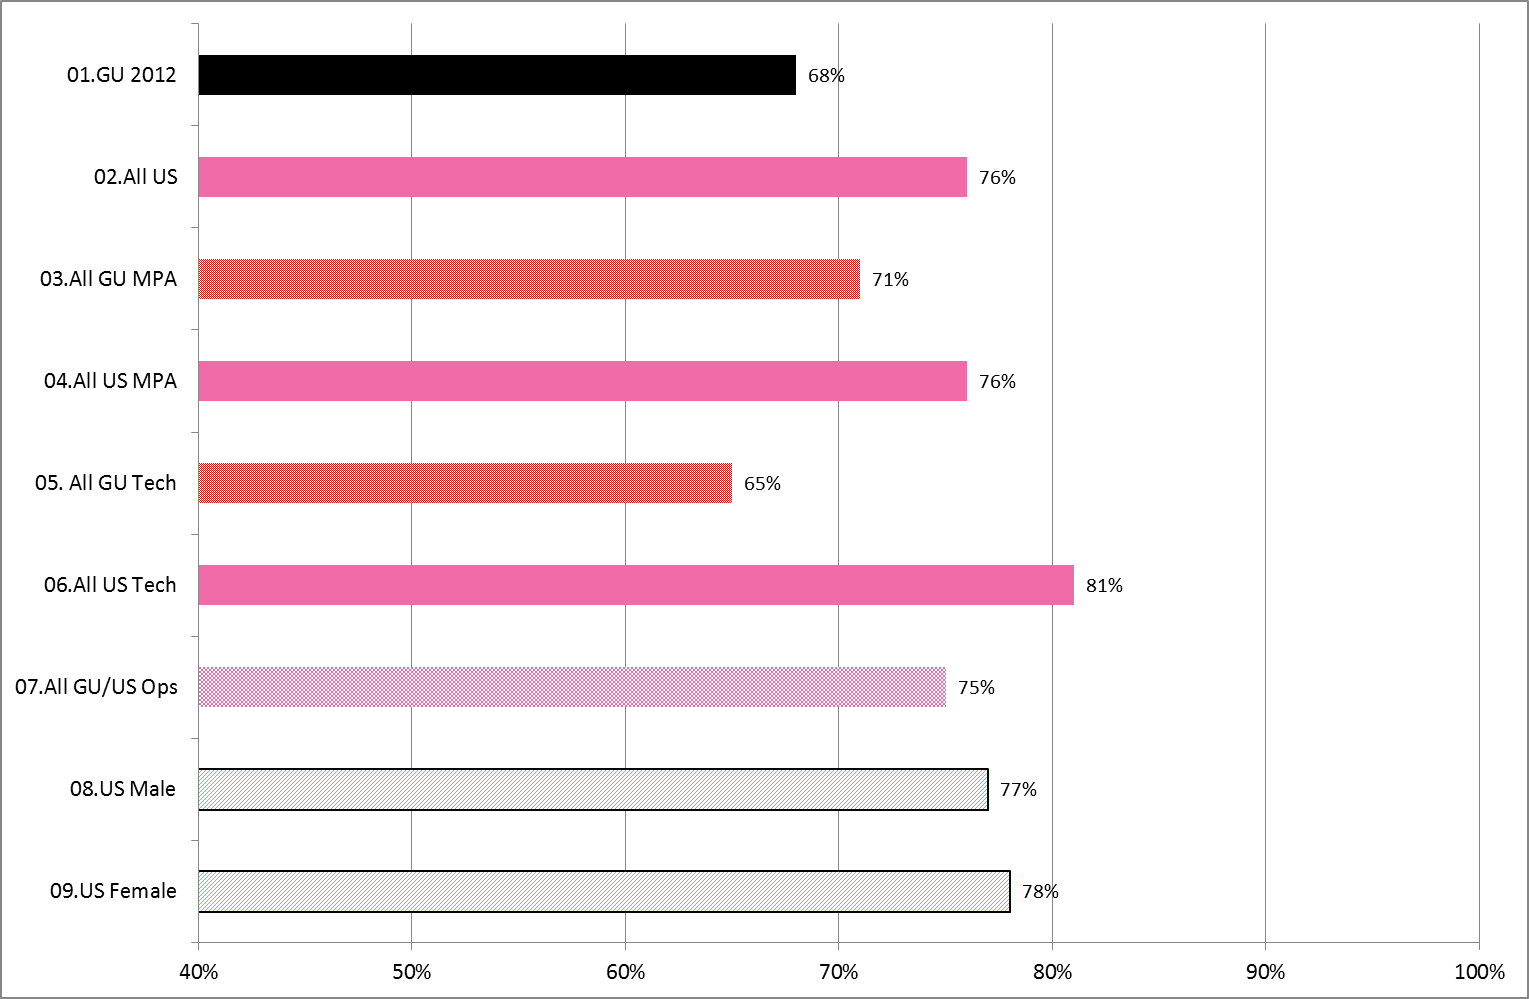 01.GU 2012
68%
02.All US
76%
03.All GU MPA
71%
04.All US MPA
76%
05. All GU Tech
65%
06.All US Tech
81%
07.All GU/US Ops
75%
08.US Male
77%
09.US Female
78%
40% 50% 60% 70% 80% 90% 100%